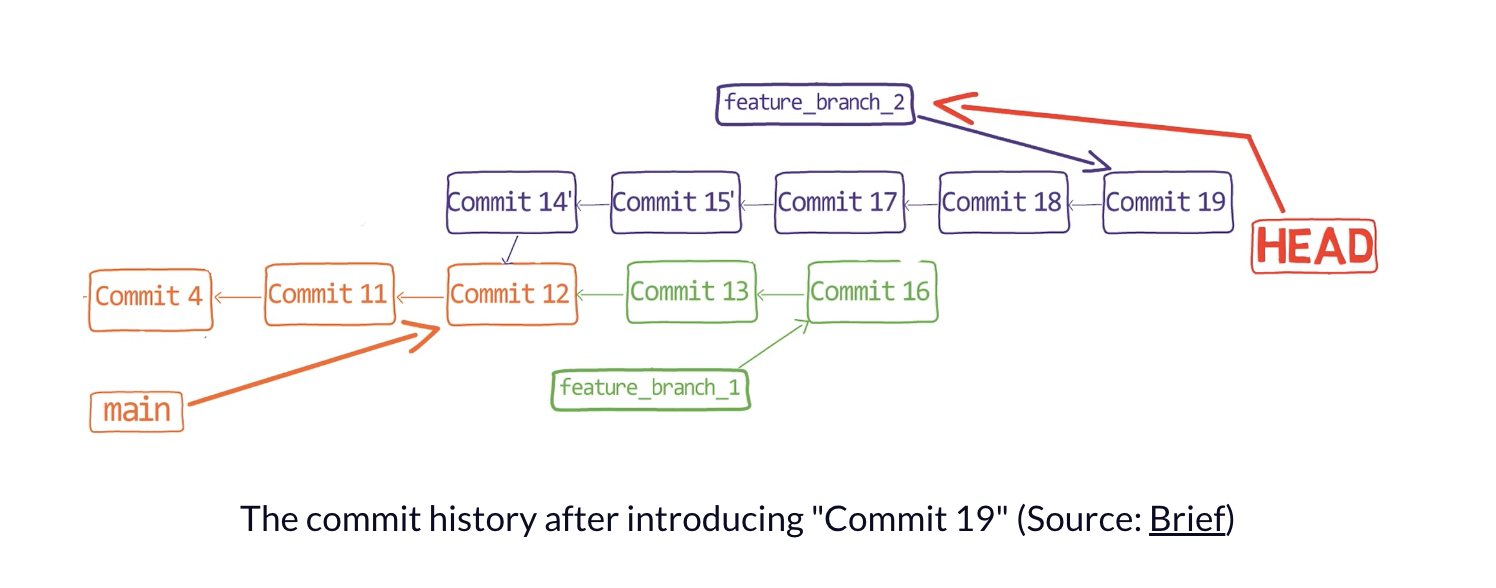 feature_branch_2
Commit 14' Commit 15' Commit 17 Commit 18 Commit 19
HEAD
Commit 4 Commit 11 Commit 12 Commit 13 Commit 16
feature_branch_1
main
The commit history after introducing "Commit 19" (Source: Brief)